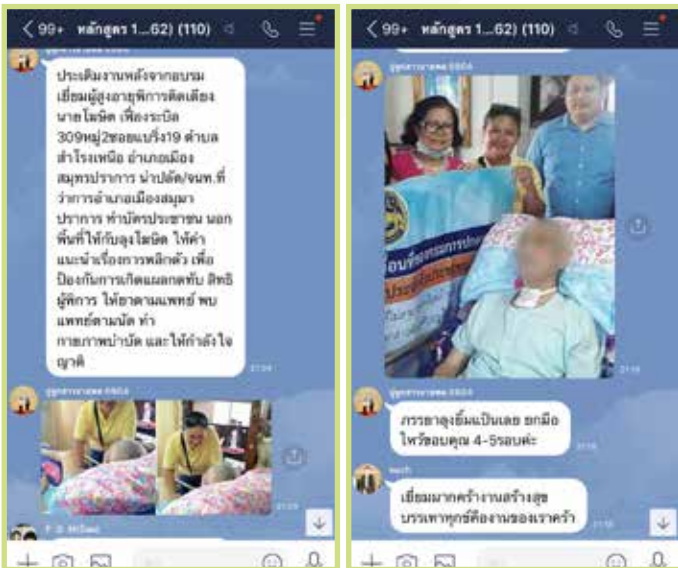 99+ หลักสูตร 1...62) (110)
ประเดิมงานหลังจากอบรม
เยี่ยมผู้สูงอายุพิการติดเตียง
นายโฆษิต เฟื่องระบิล
309หมู่2ซอยแบริ่ง19 ตำบล
สำโรงเหนือ อำเภอเมือง
สมุทรปราการ นำปลัด/จนท.ที่
ว่าการอำเภอเมืองสมุมา
ปราการ ทำบัตรประชาชน นอก
พื้นที่ให้กับลุงโฆษิต ให้คำ
แนะนำเรื่องการพลิกตัว เพื่อ
ป้องกันการเกิดแผลกดทับ สิทธิ
ผู้พิการ ให้ยาตามแพทย์ พบ
แพทย์ตามนัด ทำ
กายภาพบำบัด และให้กำลังใจ
ญาติ
99+ หลักสูตร 1...62) (110)
ภรรยาลุงยิ้มแป้นเลย ยกมือ
ไหว้ขอบคุณ 4-5รอบค่ะ
เยี่ยมมากคร้างานสร้างสุข
บรรเทาทุกข์คืองานของเราคร้า